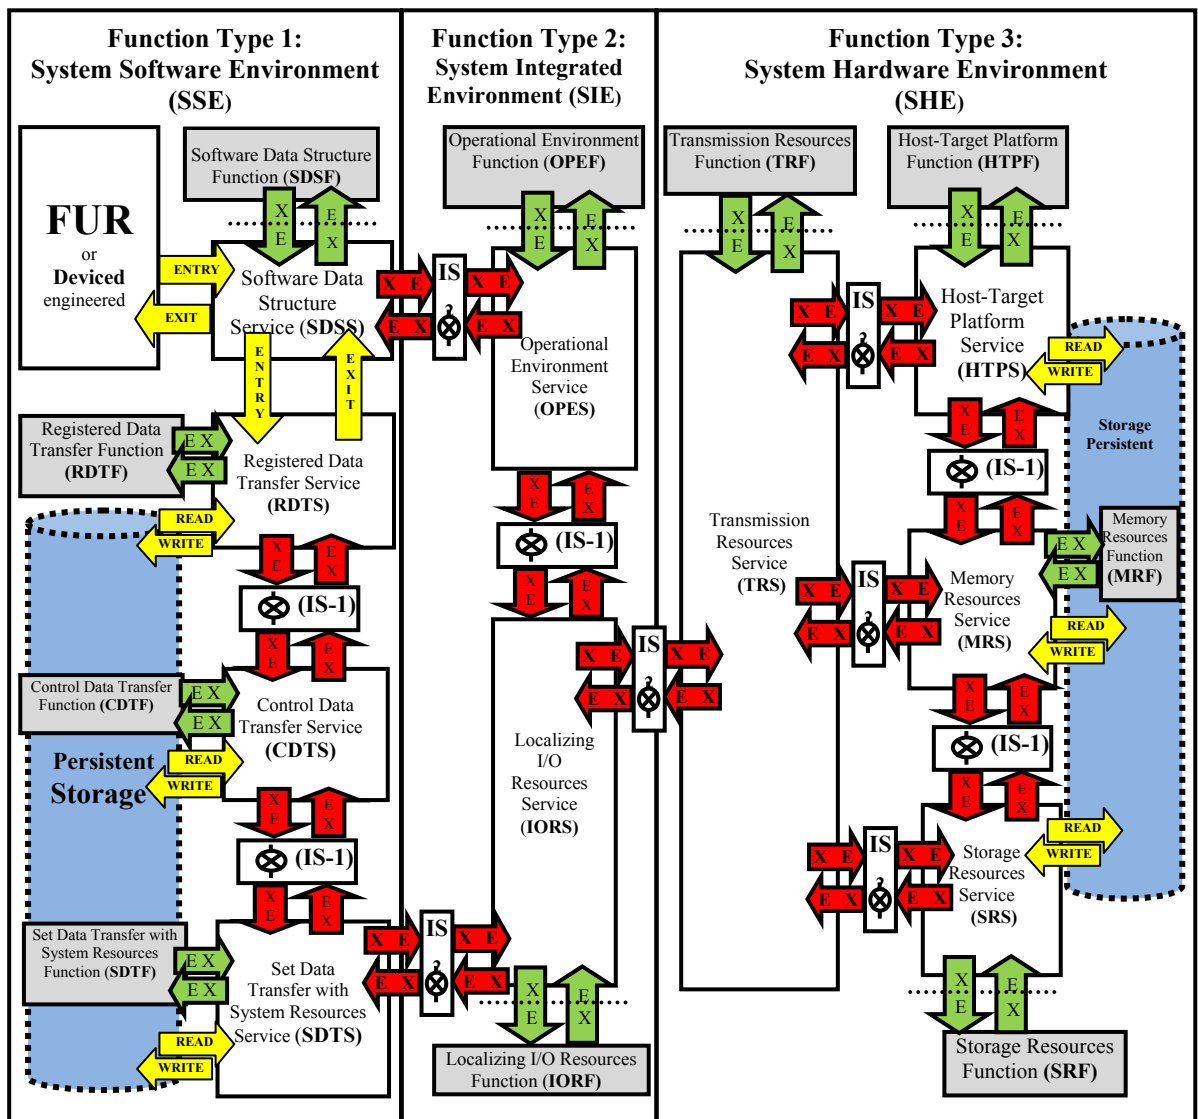 Function Type 1:
System Software Environment
(SSE)
FUR
or
Deviced
engineered
Software Data Structure
Function (SDSF)
X
E
E
X
ENTRY
EXIT
Software Data
Structure
Service (SDSS)
ENTRY
EXIT
X E
E X
IS
X E
E X
Registered Data
Transfer Function
(RDTF)
E X
E X
Registered Data
Transfer Service
(RDTS)
READ
WRITE
X
E
E
X
(IS-1)
X
E
E
X
Control Data Transfer
Function (CDTF)
E X
E X
Control Data
Transfer Service
(CDTS)
Persistent
Storage
READ
WRITE
X
E
E
X
(IS-1)
X
E
E
X
Set Data Transfer with
System Resources
Function (SDTF)
E X
E X
Set Data
Transfer with
System Resources
Service (SDTS)
READ
WRITE
X E
E X
IS
X E
E X
Function Type 2:
System Integrated
Environment (SIE)
Operational Environment
Function (OPEF)
X
E
E
X
Operational
Environment
Service
(OPES)
X
E
E
X
(IS-1)
X
E
E
X
Localizing
I/O
Resources
Service
(IORS)
X E
E X
IS
X E
E X
X
E
E
X
Localizing I/O Resources
Function (IORF)
Function Type 3:
System Hardware Environment
(SHE)
Transmission Resources
Function (TRF)
X
E
E
X
Transmission
Resources
Service
(TRS)
Host-Target Platform
Function (HTPF)
X
E
E
X
X E
E X
IS
X E
E X
Host-Target
Platform
Service
(HTPS)
READ
WRITE
Storage
Persistent
X
E
E
X
(IS-1)
X
E
E
X
X E
E X
IS
X E
E X
Memory
Resources
Service
(MRS)
E X
E X
Memory
Resources
Function
(MRF)
READ
WRITE
X
E
E
X
(IS-1)
X
E
E
X
X E
E X
IS
X E
E X
Storage
Resources
Service
(SRS)
READ
WRITE
X
E
E
X
Storage Resources
Function (SRF)